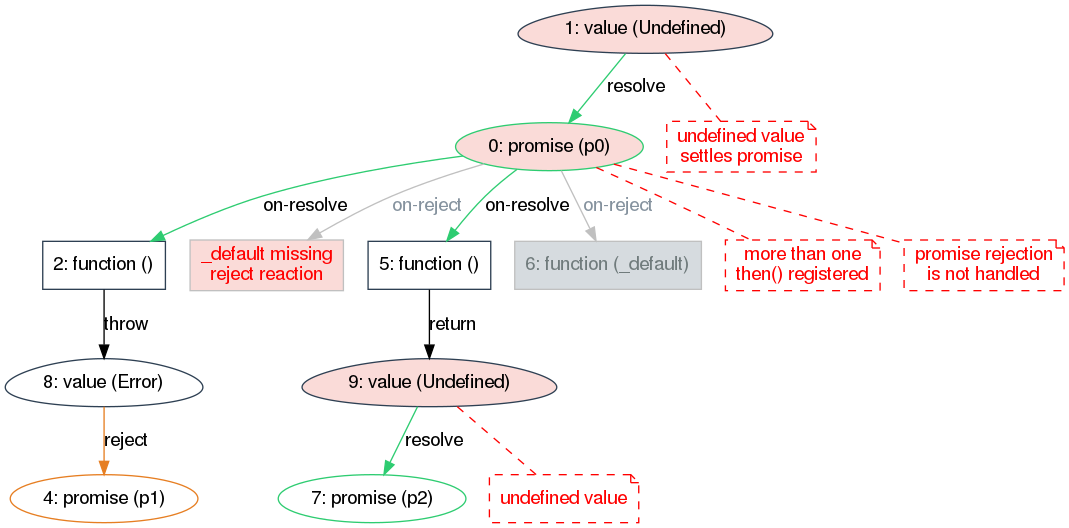 1: value (Undefined)
resolve
undefined value
settles promise
0: promise (p0)
on-resolve
on-reject
on-resolve
on-reject
2: function ()
_default missing
reject reaction
5: function ()
6: function (_default)
more than one
then() registered
promise rejection
is not handled
throw
return
8: value (Error)
9: value (Undefined)
reject
resolve
4: promise (p1)
7: promise (p2)
undefined value